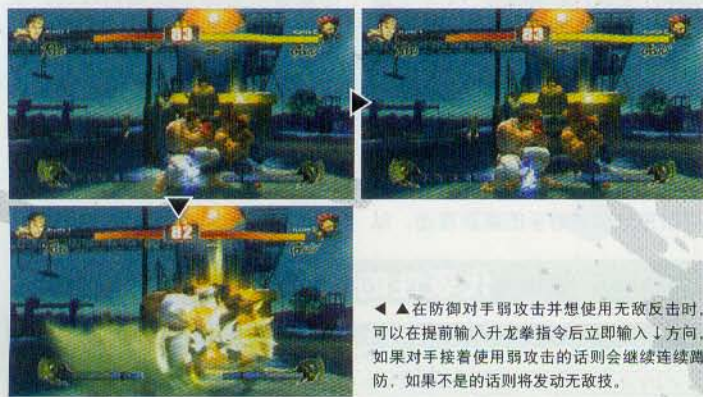 83
83
82
◀ ▲在防御对手弱攻击并想使用无敌反击时,
可以在提前输入升龙拳指令后立即输入↓方向,
如果对手接着使用弱攻击的话则会继续连续蹲
防,如果不是的话则将发动无敌技。